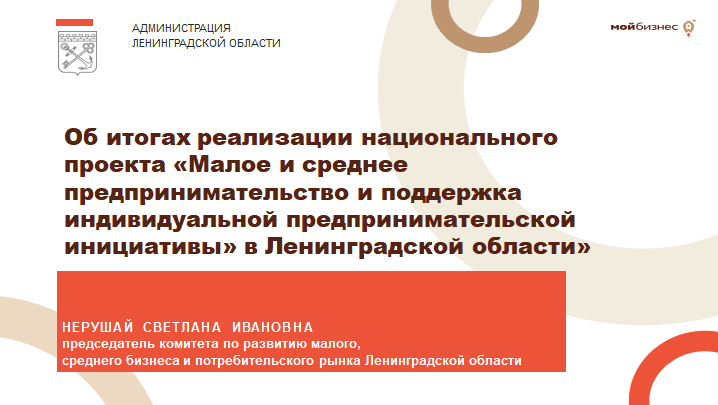 АДМИНИСТРАЦИЯ
ЛЕНИНГРАДСКОЙ ОБЛАСТИ
мойбизнес
Об итогах реализации национального
проекта «Малое и среднее
предпринимательство и поддержка
индивидуальной предпринимательской
инициативы» в Ленинградской области»
НЕРУШАЙ СВЕТЛАНА ИВАНОВНА
председатель комитета по развитию малого,
среднего бизнеса и потребительского рынка Ленинградской области